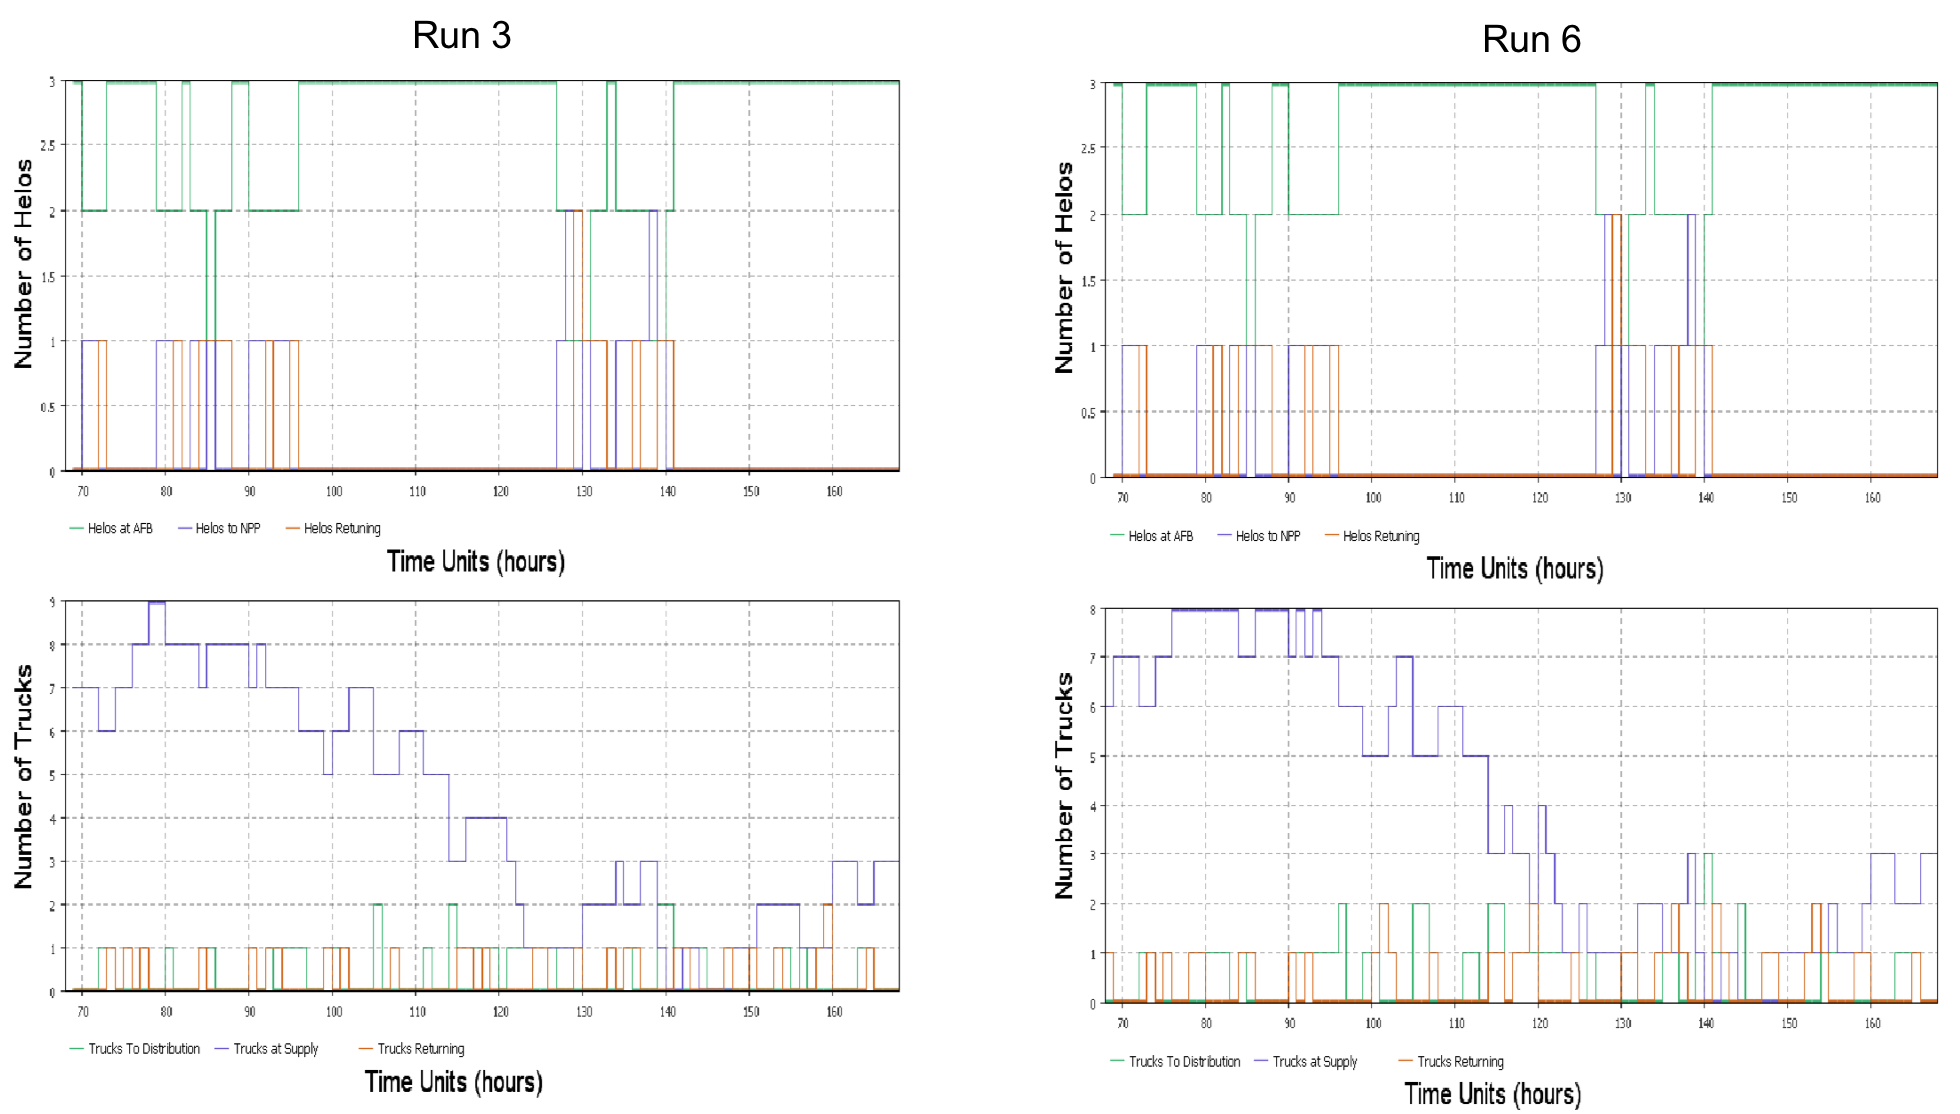 Run 3
Run 6
Number of Helos
3
2.5
2
1.5
1
0.5
0
70 80 90 100 110 120 130 140 150 160
Helos at AFB Helos to NPP Helos Retuning
Time Units (hours)
Number of Helos
3
2.5
2
1.5
1
0.5
0
70 80 90 100 110 120 130 140 150 160
Helos at AFB Helos to NPP Helos Retuning
Time Units (hours)
Number of Trucks
9
8
7
6
5
4
3
2
1
0
70 80 90 100 110 120 130 140 150 160
Trucks To Distribution Trucks at Supply Trucks Returning
Time Units (hours)
Number of Trucks
8
7
6
5
4
3
2
1
0
70 80 90 100 110 120 130 140 150 160
Trucks To Distribution Trucks at Supply Trucks Returning
Time Units (hours)